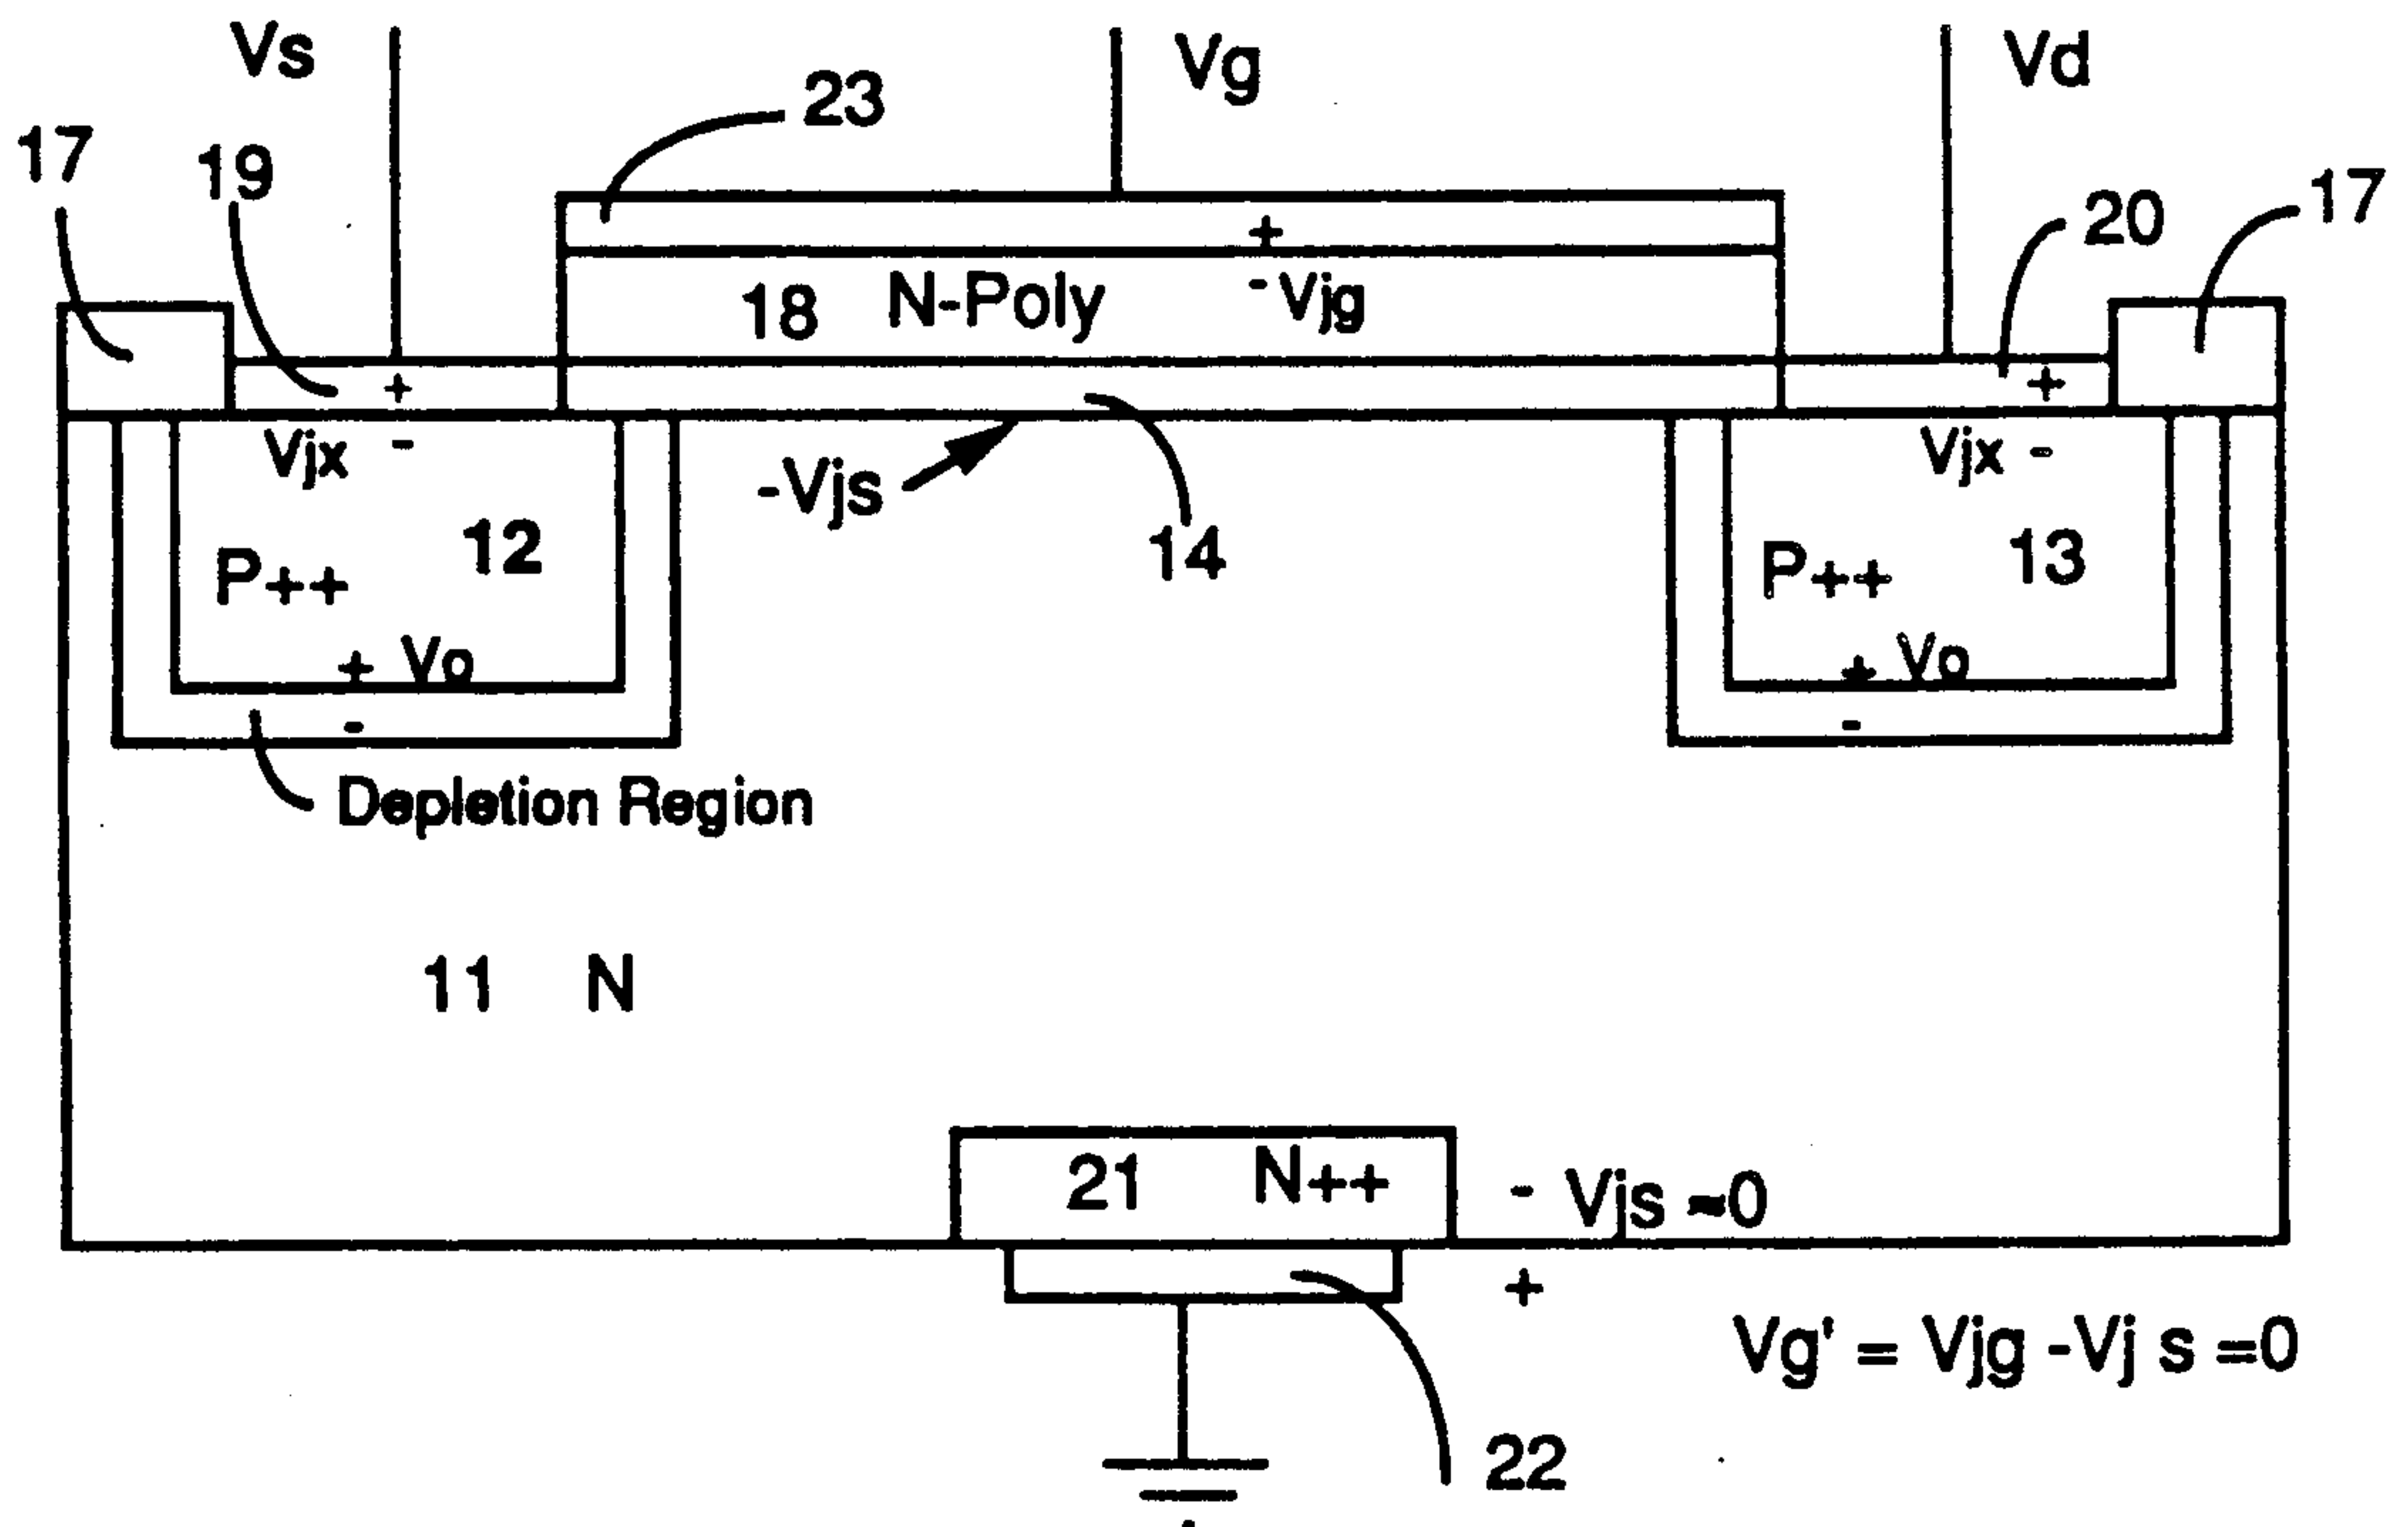 Vs
Vg
Vd
23
17
19
20
17
+
18 N-Poly - Vjg
+
+
Vjx -
-Vjs
Vjx -
12
14
13
P++
P++
+ Vo
+ Vo
-
-
Depletion Region
11 N
21 N++
- Vjs ≈0
+
Vg' = Vjg -Vj s =0
22